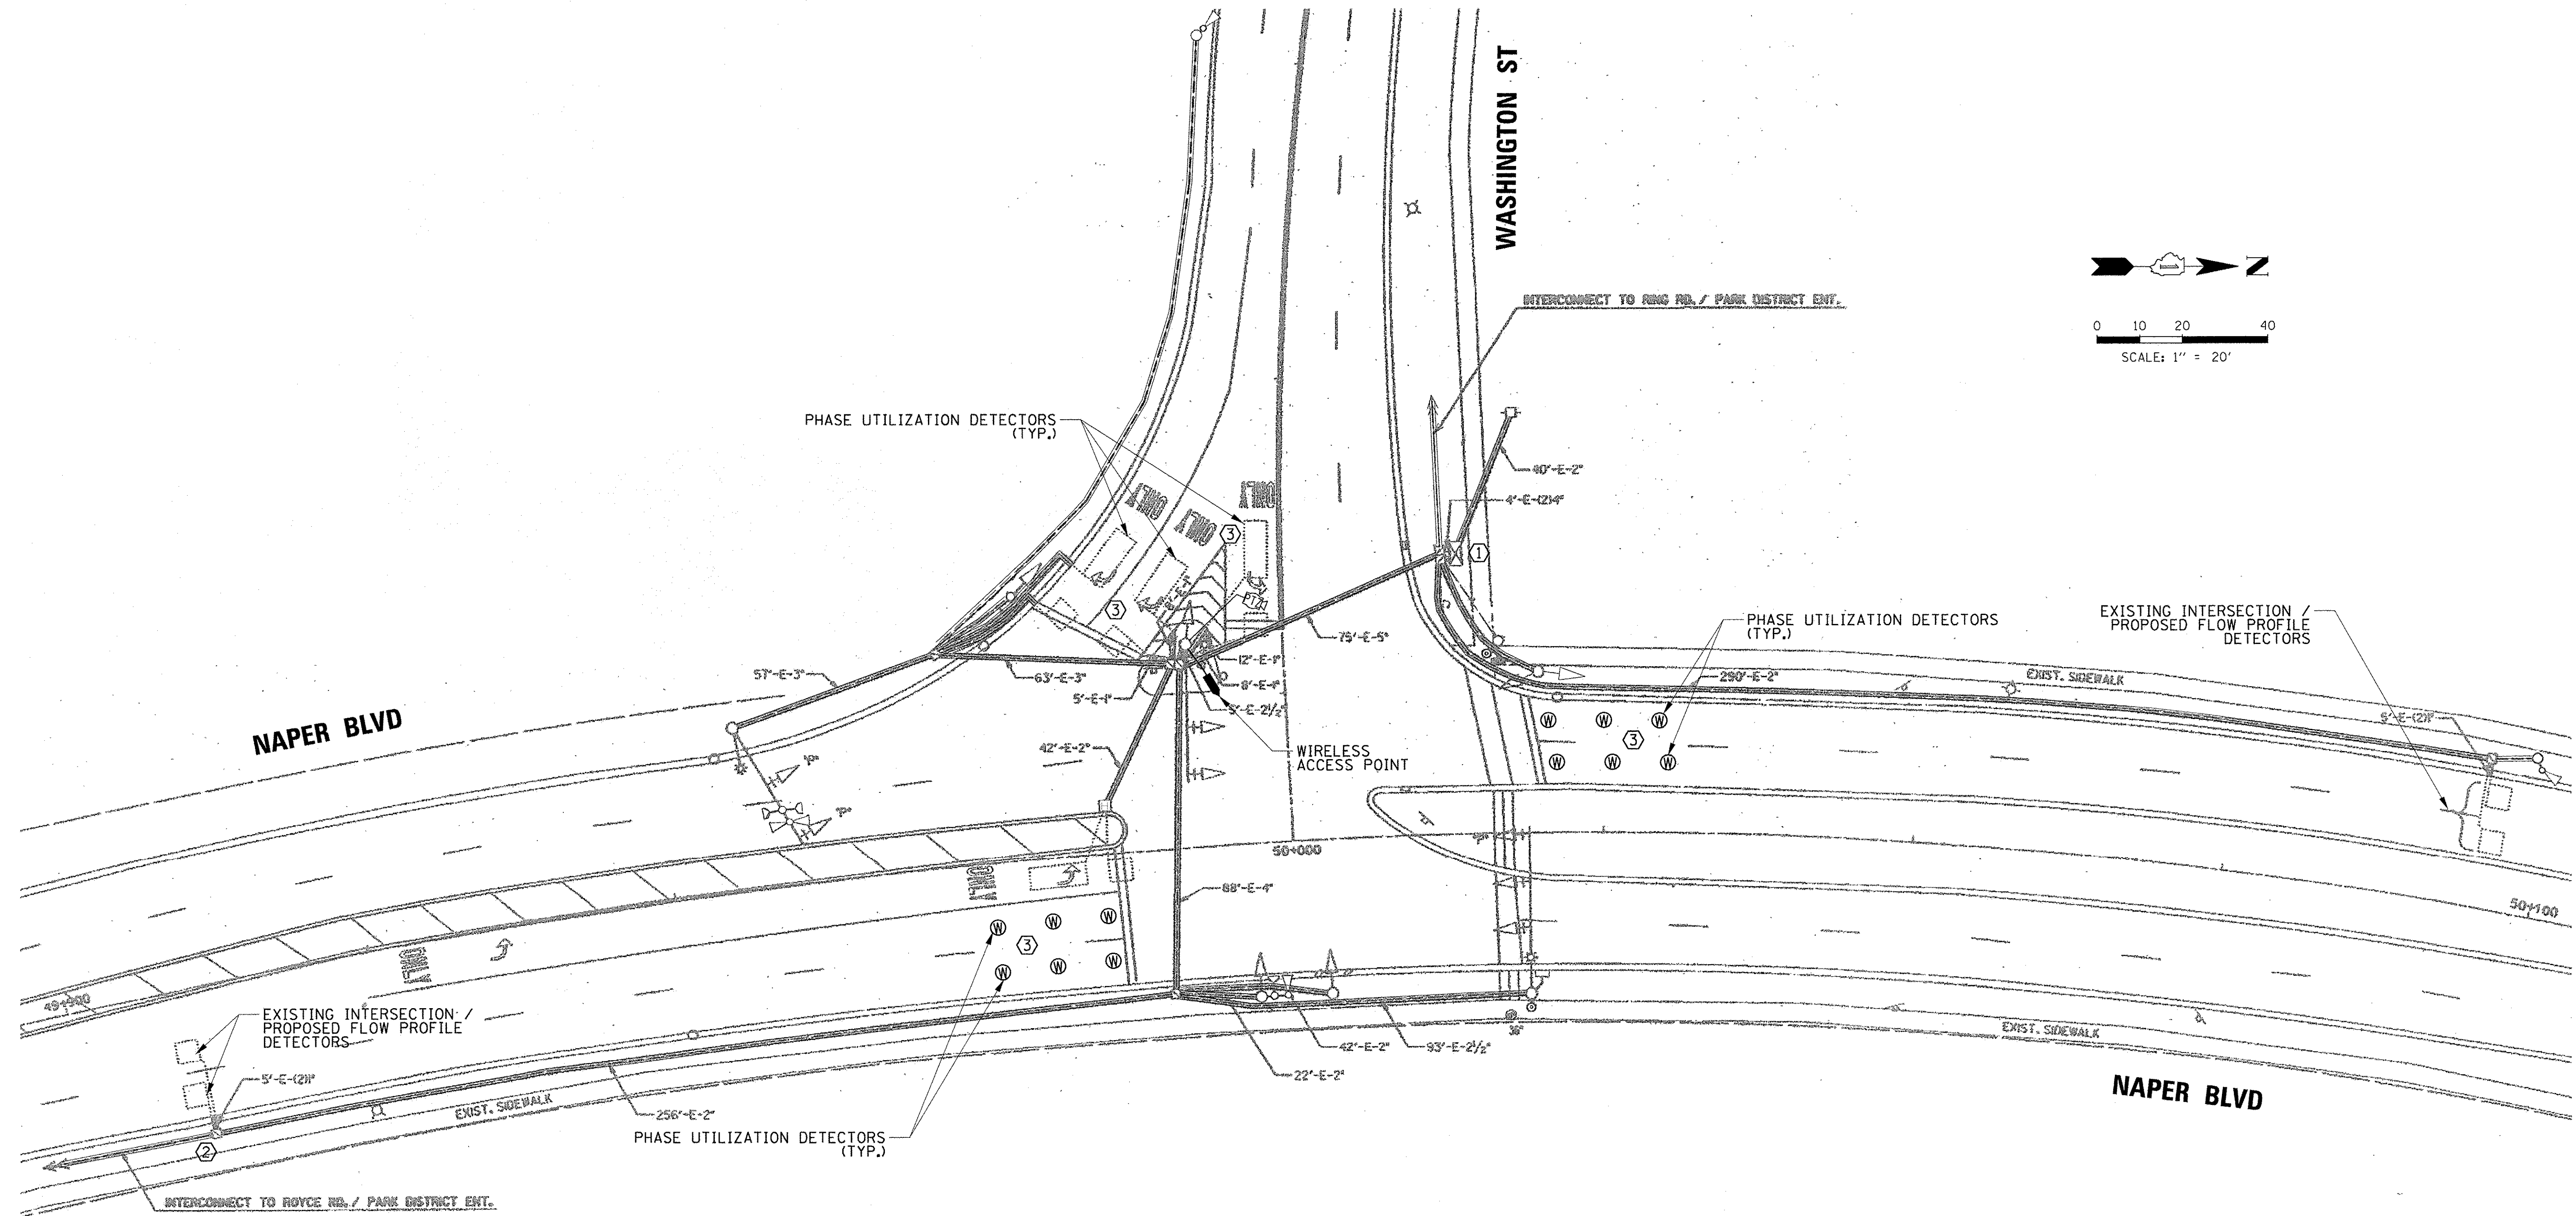 WASHINGTON ST
INTERCONNECT TO RING RD. / PARK DISTRICT ENT.
0 10 20 40
SCALE: 1" = 20'
PHASE UTILIZATION DETECTORS
(TYP.)
40'-E-2"
4'-E-(2)4"
ONLY
ONLY
ONLY
3
1
3
PTZ
75'-E-5"
12'-E-1"
8'-E-1"
5'-E-2½"
57'-E-3"
63'-E-3"
5'-E-1"
42'-E-2"
PHASE UTILIZATION DETECTORS
(TYP.)
EXISTING INTERSECTION /
PROPOSED FLOW PROFILE
DETECTORS
EXIST. SIDEWALK
290'-E-2"
5'-E-(2)1"
NAPER BLVD
WIRELESS
ACCESS POINT
W W W
3
W W W
"P"
"P"
"P"
50+000
88'-E-4"
ONLY
W W W
3
W W W
ONLY
50+100
49+900
EXISTING INTERSECTION /
PROPOSED FLOW PROFILE
DETECTORS
5'-E-(2)1"
2
EXIST. SIDEWALK
256'-E-2"
PHASE UTILIZATION DETECTORS
(TYP.)
42'-E-2"
93'-E-2½"
22'-E-2"
36"
EXIST. SIDEWALK
NAPER BLVD
INTERCONNECT TO ROYCE RD. / PARK DISTRICT ENT.